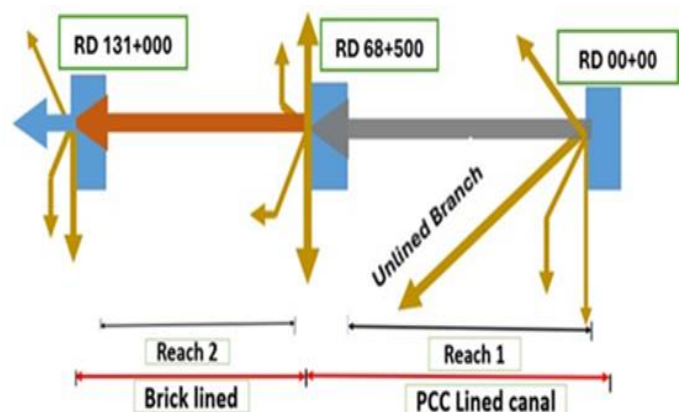 RD 131+000
RD 68+500
RD 00+00
Unlined Branch
Reach 2
Reach 1
Brick lined
PCC Lined canal